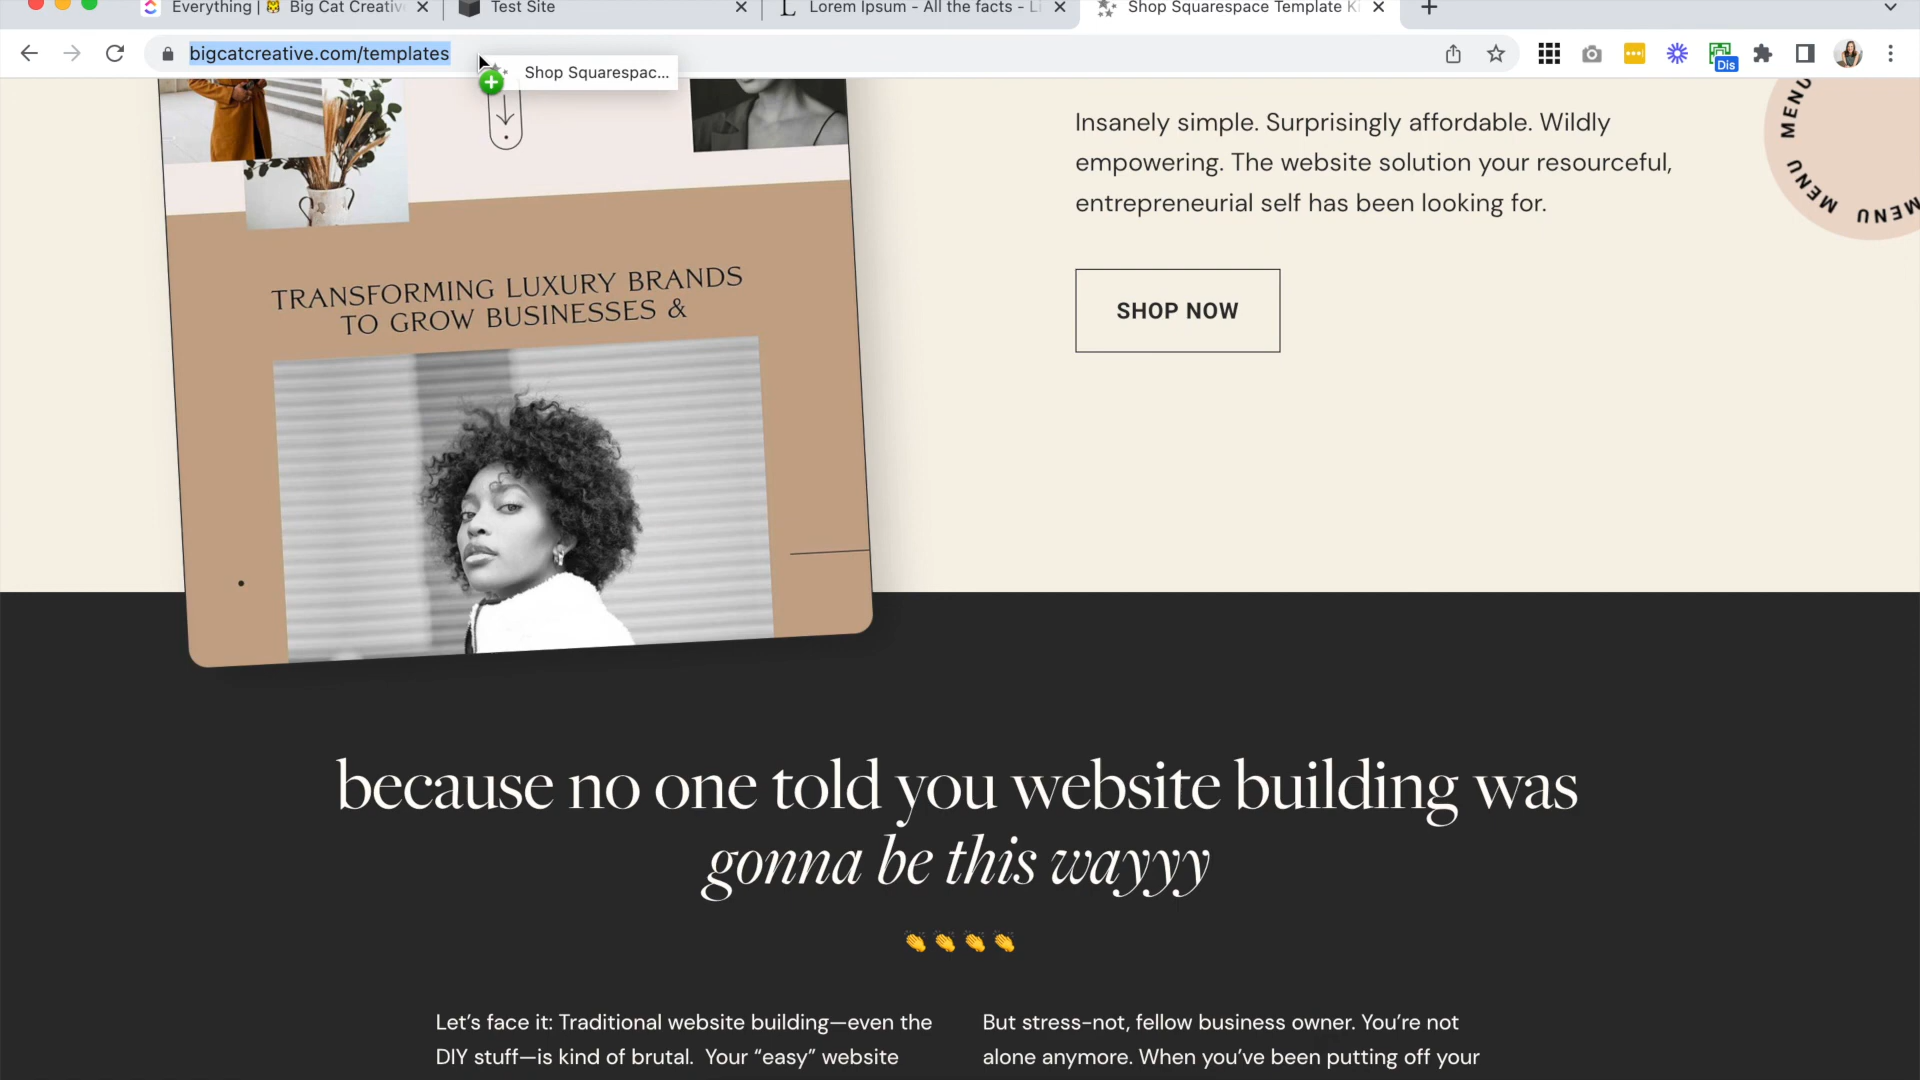 Everything | 🐯 Big Cat Creativ
Test Site
Lorem Ipsum - All the facts - Li
Shop Squarespace Template Ki
bigcatcreative.com/templates
Shop Squarespac...
Dis
MENU MENU MENU
Insanely simple. Surprisingly affordable. Wildly
empowering. The website solution your resourceful,
entrepreneurial self has been looking for.
SHOP NOW
TRANSFORMING LUXURY BRANDS
TO GROW BUSINESSES &
because no one told you website building was
gonna be this wayyy
👏👏👏👏
Let's face it: Traditional website building—even the
DIY stuff—is kind of brutal. Your “easy” website
But stress-not, fellow business owner. You're not
alone anymore. When you've been putting off your